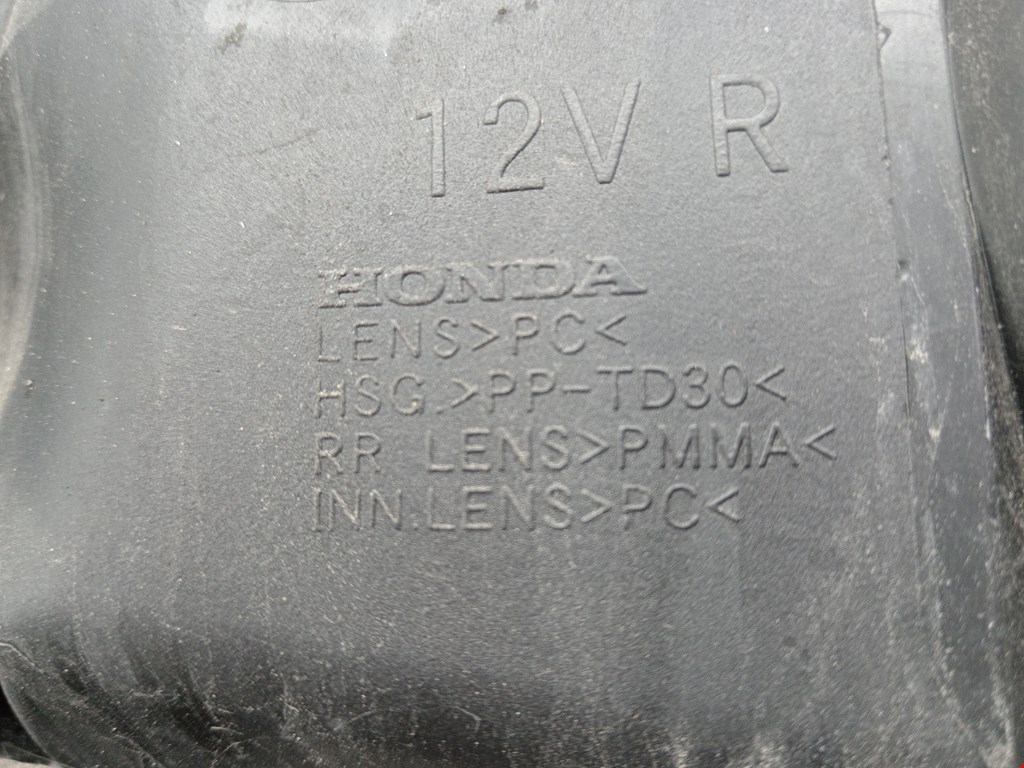 12V R
HONDA
LENS>PC<
HSG.>PP-TD30<
RR LENS>PMMA<
INN.LENS>PC<